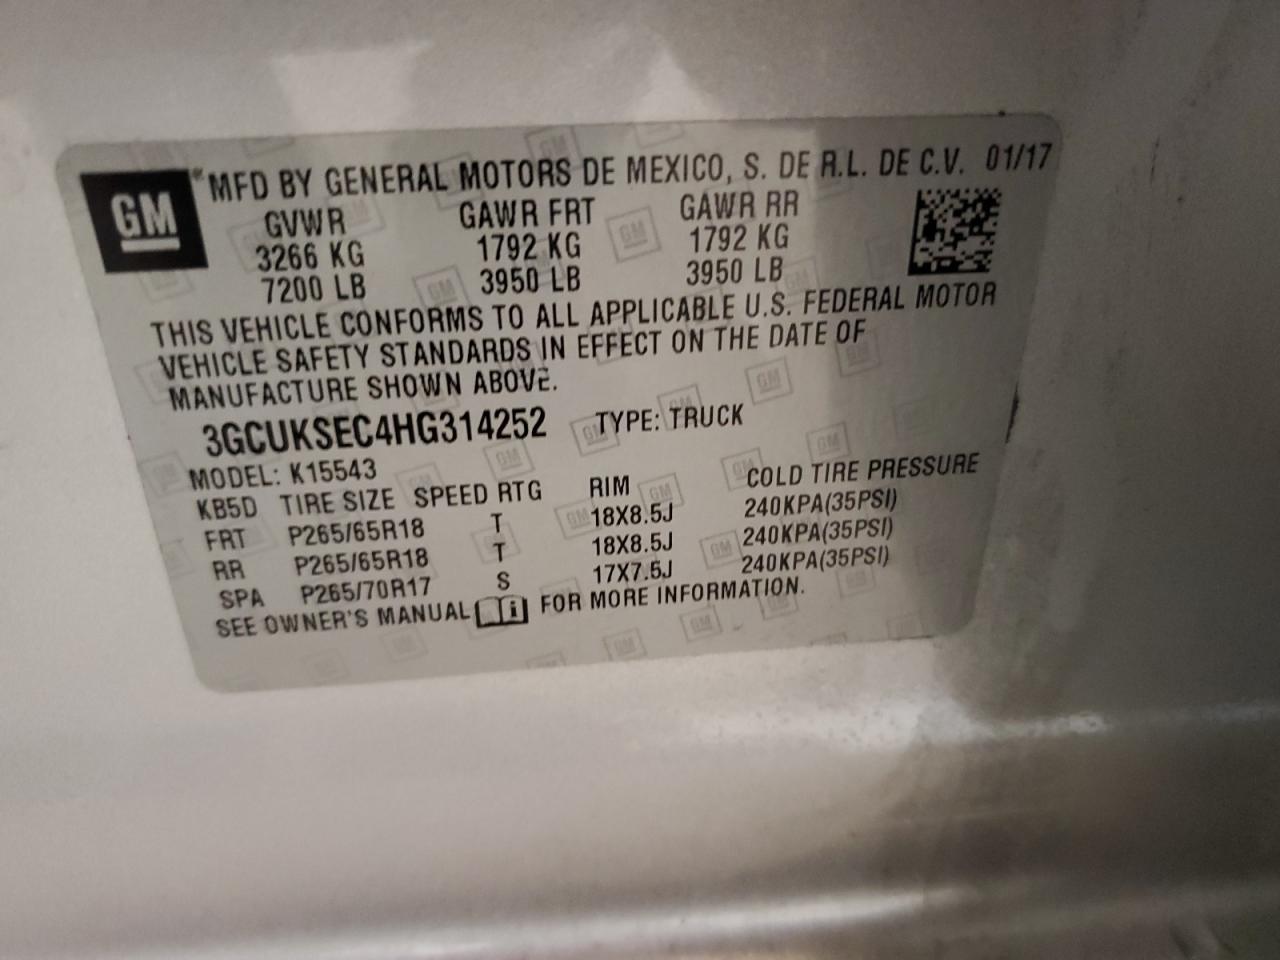 GM
®MFD BY GENERAL MOTORS DE MEXICO, S. DE R.L. DE C.V. 01/17
GVWR GAWR FRT GAWR RR
3266 KG 1792 KG 1792 KG
7200 LB 3950 LB 3950 LB
THIS VEHICLE CONFORMS TO ALL APPLICABLE U.S. FEDERAL MOTOR
VEHICLE SAFETY STANDARDS IN EFFECT ON THE DATE OF
MANUFACTURE SHOWN ABOVE.
3GCUKSEC4HG314252 TYPE: TRUCK
MODEL: K15543
KB5D TIRE SIZE SPEED RTG RIM COLD TIRE PRESSURE
FRT P265/65R18 T 18X8.5J 240KPA(35PSI)
RR P265/65R18 T 18X8.5J 240KPA(35PSI)
SPA P265/70R17 S 17X7.5J 240KPA(35PSI)
SEE OWNER'S MANUAL i FOR MORE INFORMATION.